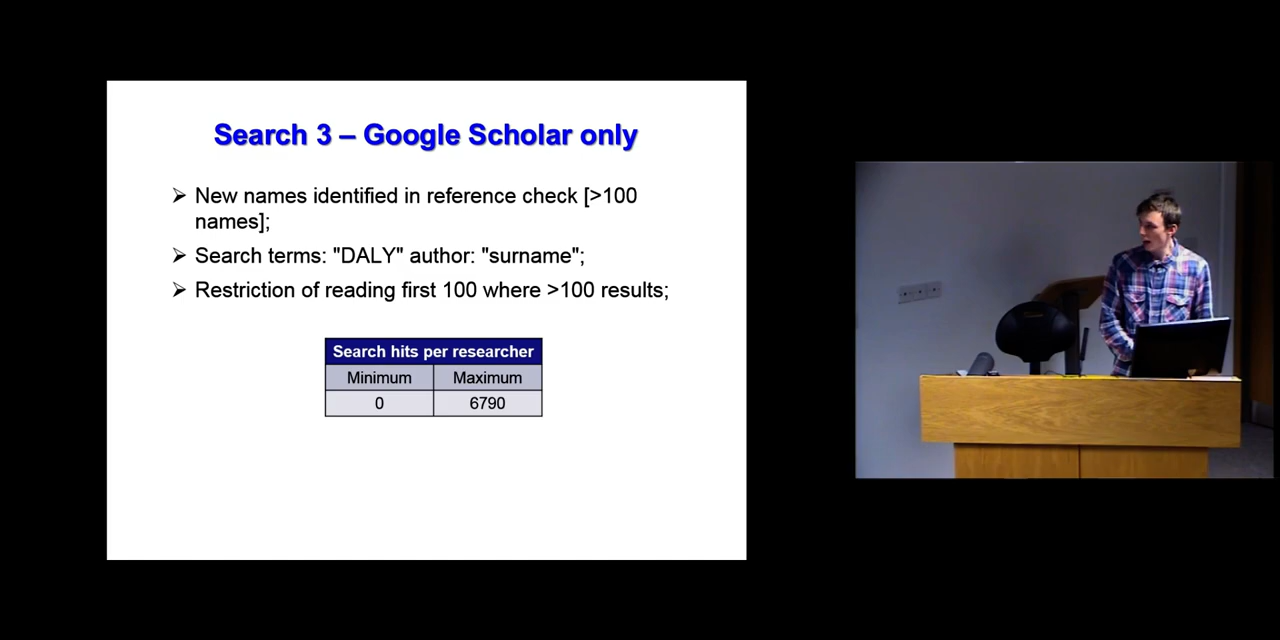 Search 3 – Google Scholar only
➢ New names identified in reference check [>100
names];
➢ Search terms: "DALY" author: "surname";
➢ Restriction of reading first 100 where >100 results;
Search hits per researcher
Minimum Maximum
0 6790